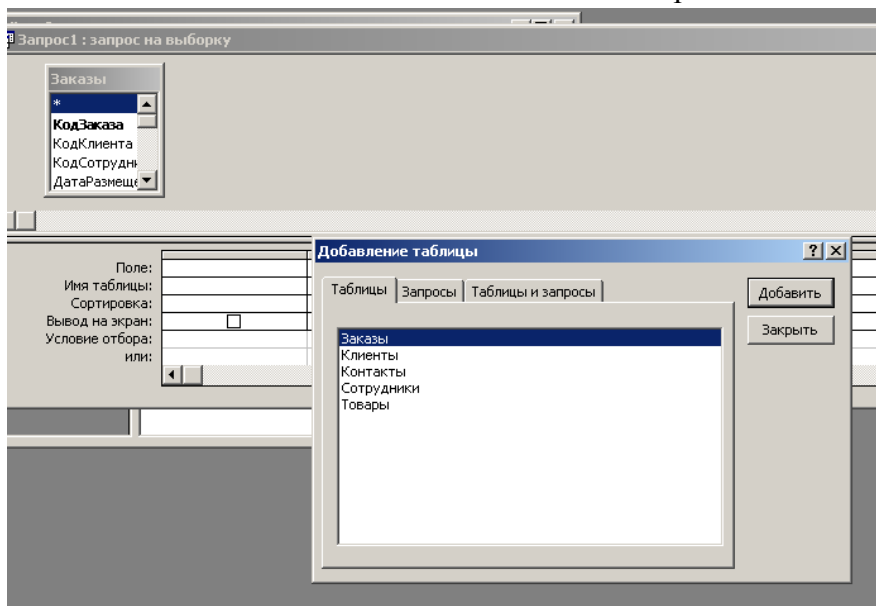 Запрос1 : запрос на выборку
Заказы
*
КодЗаказа
КодКлиента
КодСотрудн
ДатаРазмеще
Поле:
Имя таблицы:
Сортировка:
Вывод на экран:
Условие отбора:
или:
Добавление таблицы
Таблицы Запросы Таблицы и запросы
Добавить
Закрыть
Заказы
Клиенты
Контакты
Сотрудники
Товары